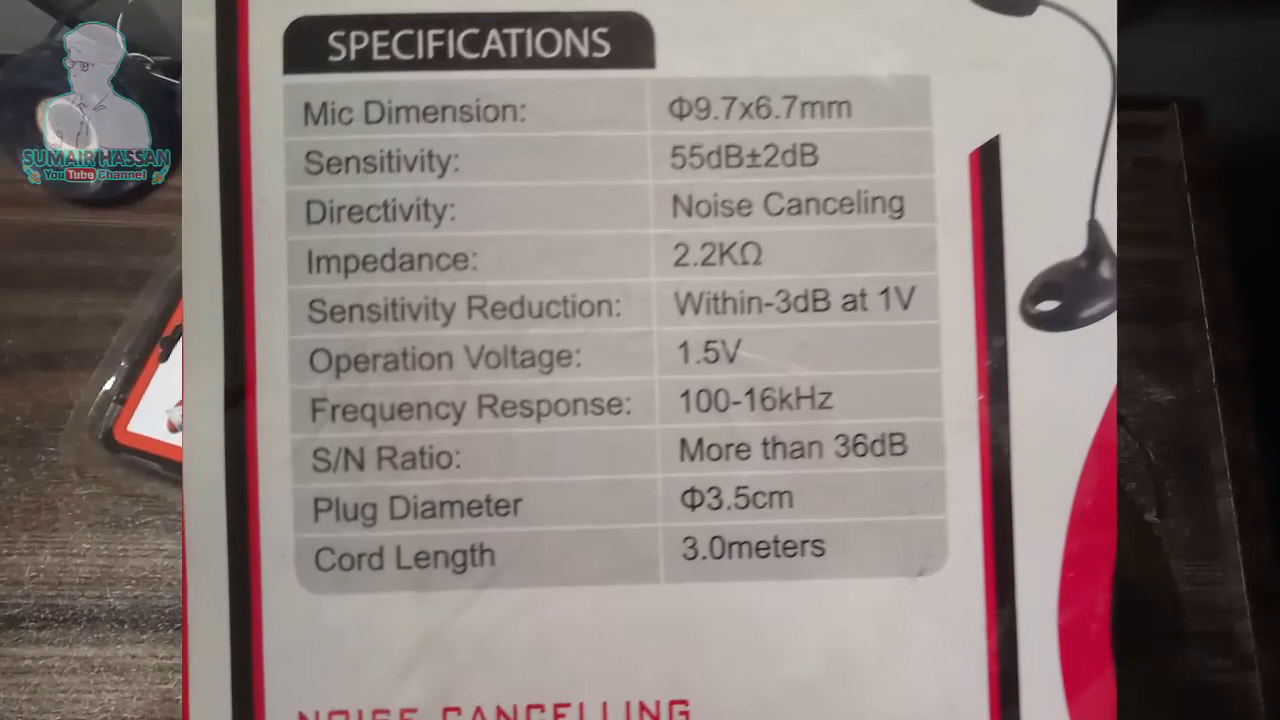 SPECIFICATIONS
Mic Dimension: Φ9.7x6.7mm
Sensitivity: 55dB±2dB
Directivity: Noise Canceling
Impedance: 2.2KΩ
Sensitivity Reduction: Within-3dB at 1V
Operation Voltage: 1.5V
Frequency Response: 100-16kHz
S/N Ratio: More than 36dB
Plug Diameter Φ3.5cm
Cord Length 3.0meters
NOISE CANCELLING
SUMAIR HASSAN
YouTube Channel